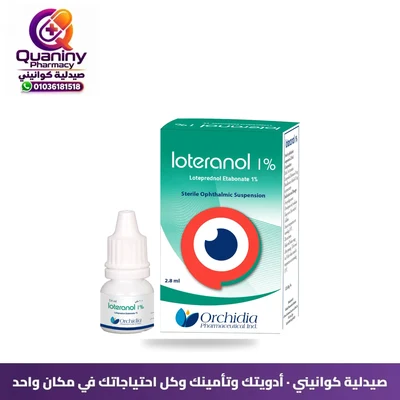 Quaniny
Pharmacy
صيدلية كوانيني
01036181518
loteranol 1%
Loteprednol Etabonate 1%
Sterile Ophthalmic Suspension
2.8 ml
Orchidia
Pharmaceutical Ind.
loteranol 1%
صيدلية كوانيني - أدويتك وتأمينك وكل احتياجاتك في مكان واحد